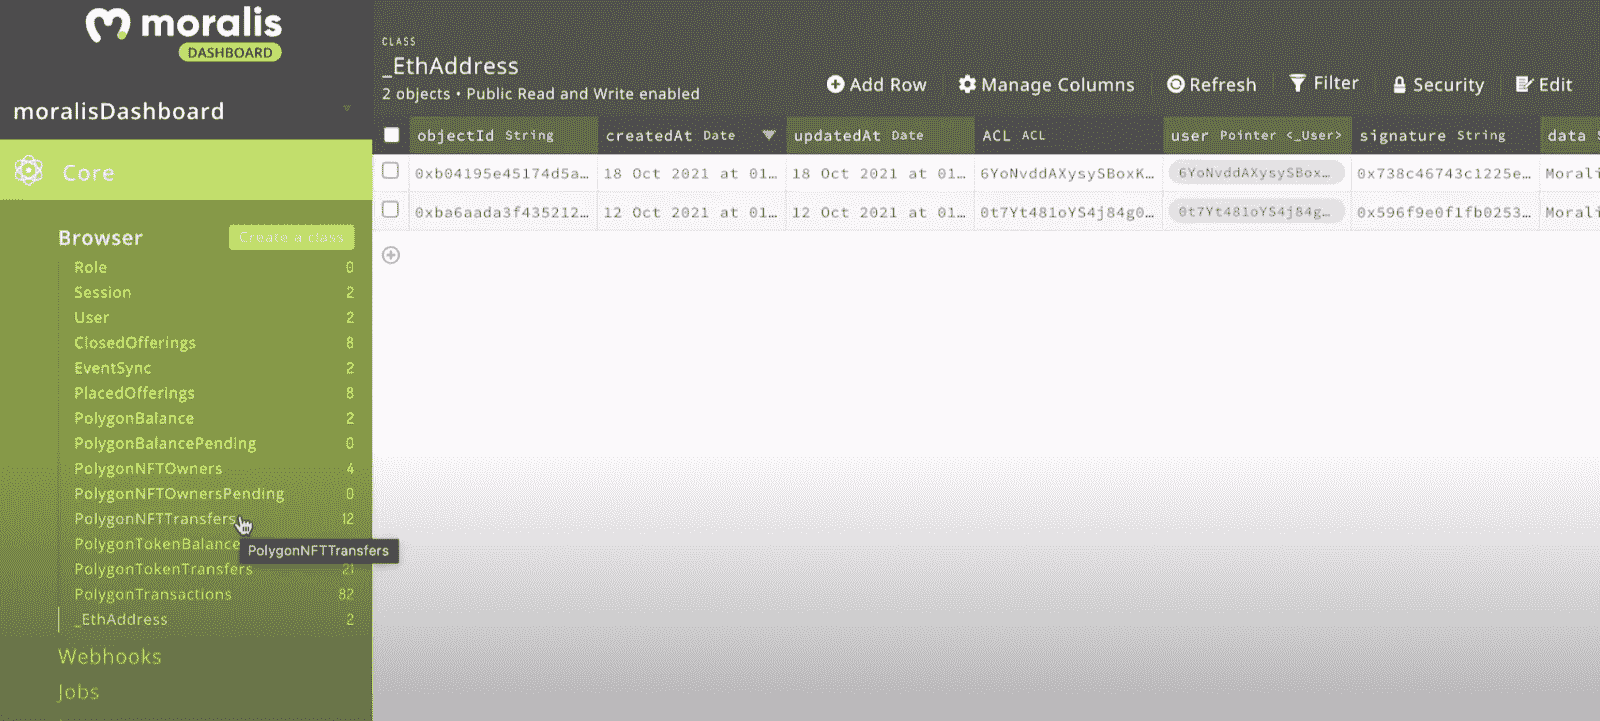 moralis
DASHBOARD
moralisDashboard
Core
Browser Create a class
Role 0
Session 2
User 2
ClosedOfferings 8
EventSync 2
PlacedOfferings 8
PolygonBalance 2
PolygonBalancePending 0
PolygonNFTOwners 4
PolygonNFTOwnersPending 0
PolygonNFTTransfers 12
PolygonTokenBalance
PolygonNFTTransfers
PolygonTokenTransfers 21
PolygonTransactions 82
_EthAddress 2
Webhooks
Jobs
CLASS
_EthAddress
2 objects • Public Read and Write enabled
Add Row Manage Columns Refresh Filter Security Edit
objectId String createdAt Date updatedAt Date ACL ACL user Pointer <_User> signature String data S
0xb04195e45174d5a… 18 Oct 2021 at 01… 18 Oct 2021 at 01… 6YoNvddAXysySBoxK… 6YoNvddAXysySBox… 0x738c46743c1225e… Morali
0xba6aada3f435212… 12 Oct 2021 at 01… 12 Oct 2021 at 01… 0t7Yt481oYS4j84g0… 0t7Yt481oYS4j84g… 0x596f9e0f1fb0253… Morali